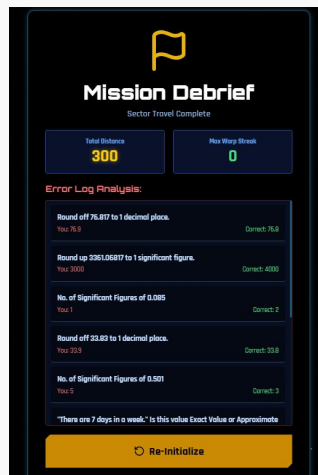 Mission Debrief
Sector Travel Complete
Total Distance
300
Max Warp Streak
0
Error Log Analysis:
Round off 76.817 to 1 decimal place.
You: 76.9
Correct: 76.8
Round up 3361.06817 to 1 significant figure.
You: 3000
Correct: 4000
No. of Significant Figures of 0.085
You: 1
Correct: 2
Round off 33.83 to 1 decimal place.
You: 33.9
Correct: 33.8
No. of Significant Figures of 0.501
You: 5
Correct: 3
"There are 7 days in a week." Is this value Exact Value or Approximate
Re-Initialize